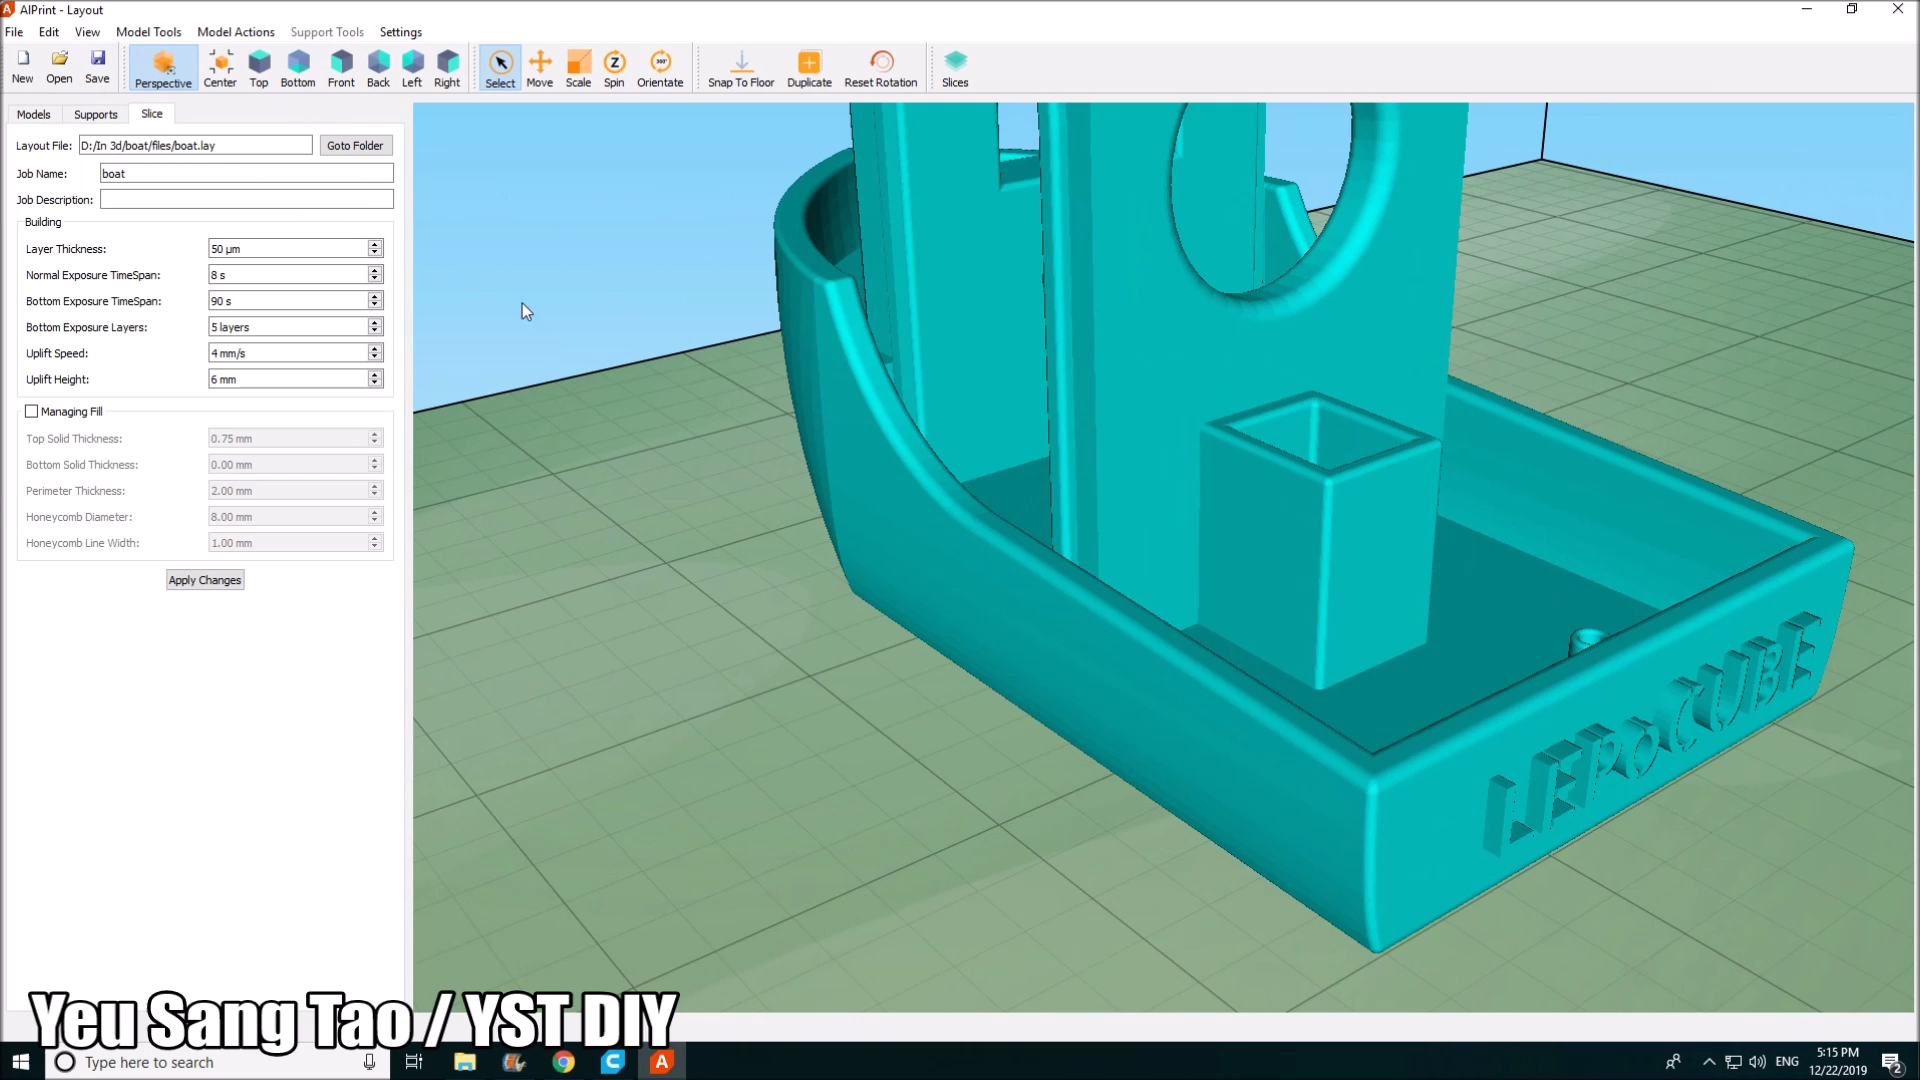 AIPrint - Layout
File Edit View Model Tools Model Actions Support Tools Settings
New Open Save Perspective Center Top Bottom Front Back Left Right Select Move Scale Z Spin 360° Orientate Snap To Floor Duplicate Reset Rotation Slices
Models Supports Slice
Layout File: D:/In 3d/boat/files/boat.lay Goto Folder
Job Name: boat
Job Description:
Building
Layer Thickness: 50 µm
Normal Exposure TimeSpan: 8 s
Bottom Exposure TimeSpan: 90 s
Bottom Exposure Layers: 5 layers
Uplift Speed: 4 mm/s
Uplift Height: 6 mm
Managing Fill
Top Solid Thickness: 0.75 mm
Bottom Solid Thickness: 0.00 mm
Perimeter Thickness: 2.00 mm
Honeycomb Diameter: 8.00 mm
Honeycomb Line Width: 1.00 mm
Apply Changes
LEPOCUBE
Yeu Sang Tao / YST DIY
Type here to search
ENG
5:15 PM
12/22/2019
2